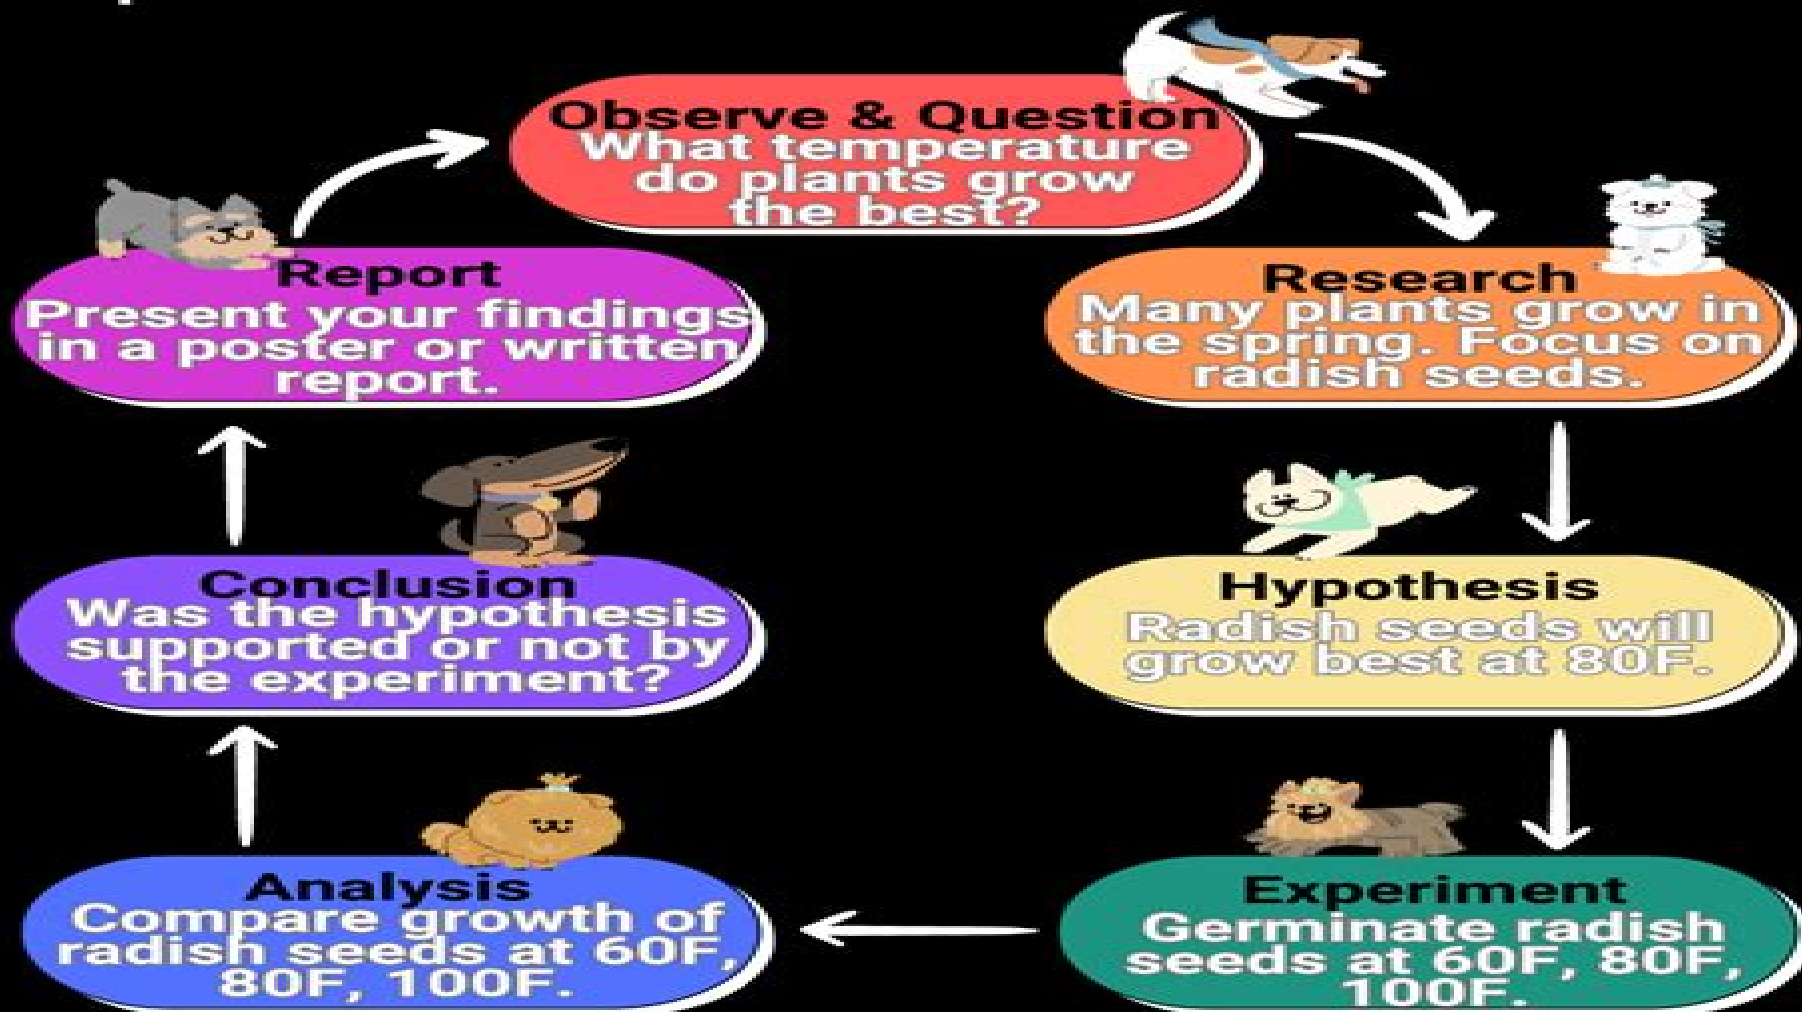 Observe & Question
What temperature
do plants grow
the best?
Research
Many plants grow in
the spring. Focus on
radish seeds.
Hypothesis
Radish seeds will
grow best at 80F.
Experiment
Germinate radish
seeds at 60F, 80F,
100F.
Analysis
Compare growth of
radish seeds at 60F,
80F, 100F.
Conclusion
Was the hypothesis
supported or not by
the experiment?
Report
Present your findings
in a poster or written
report.